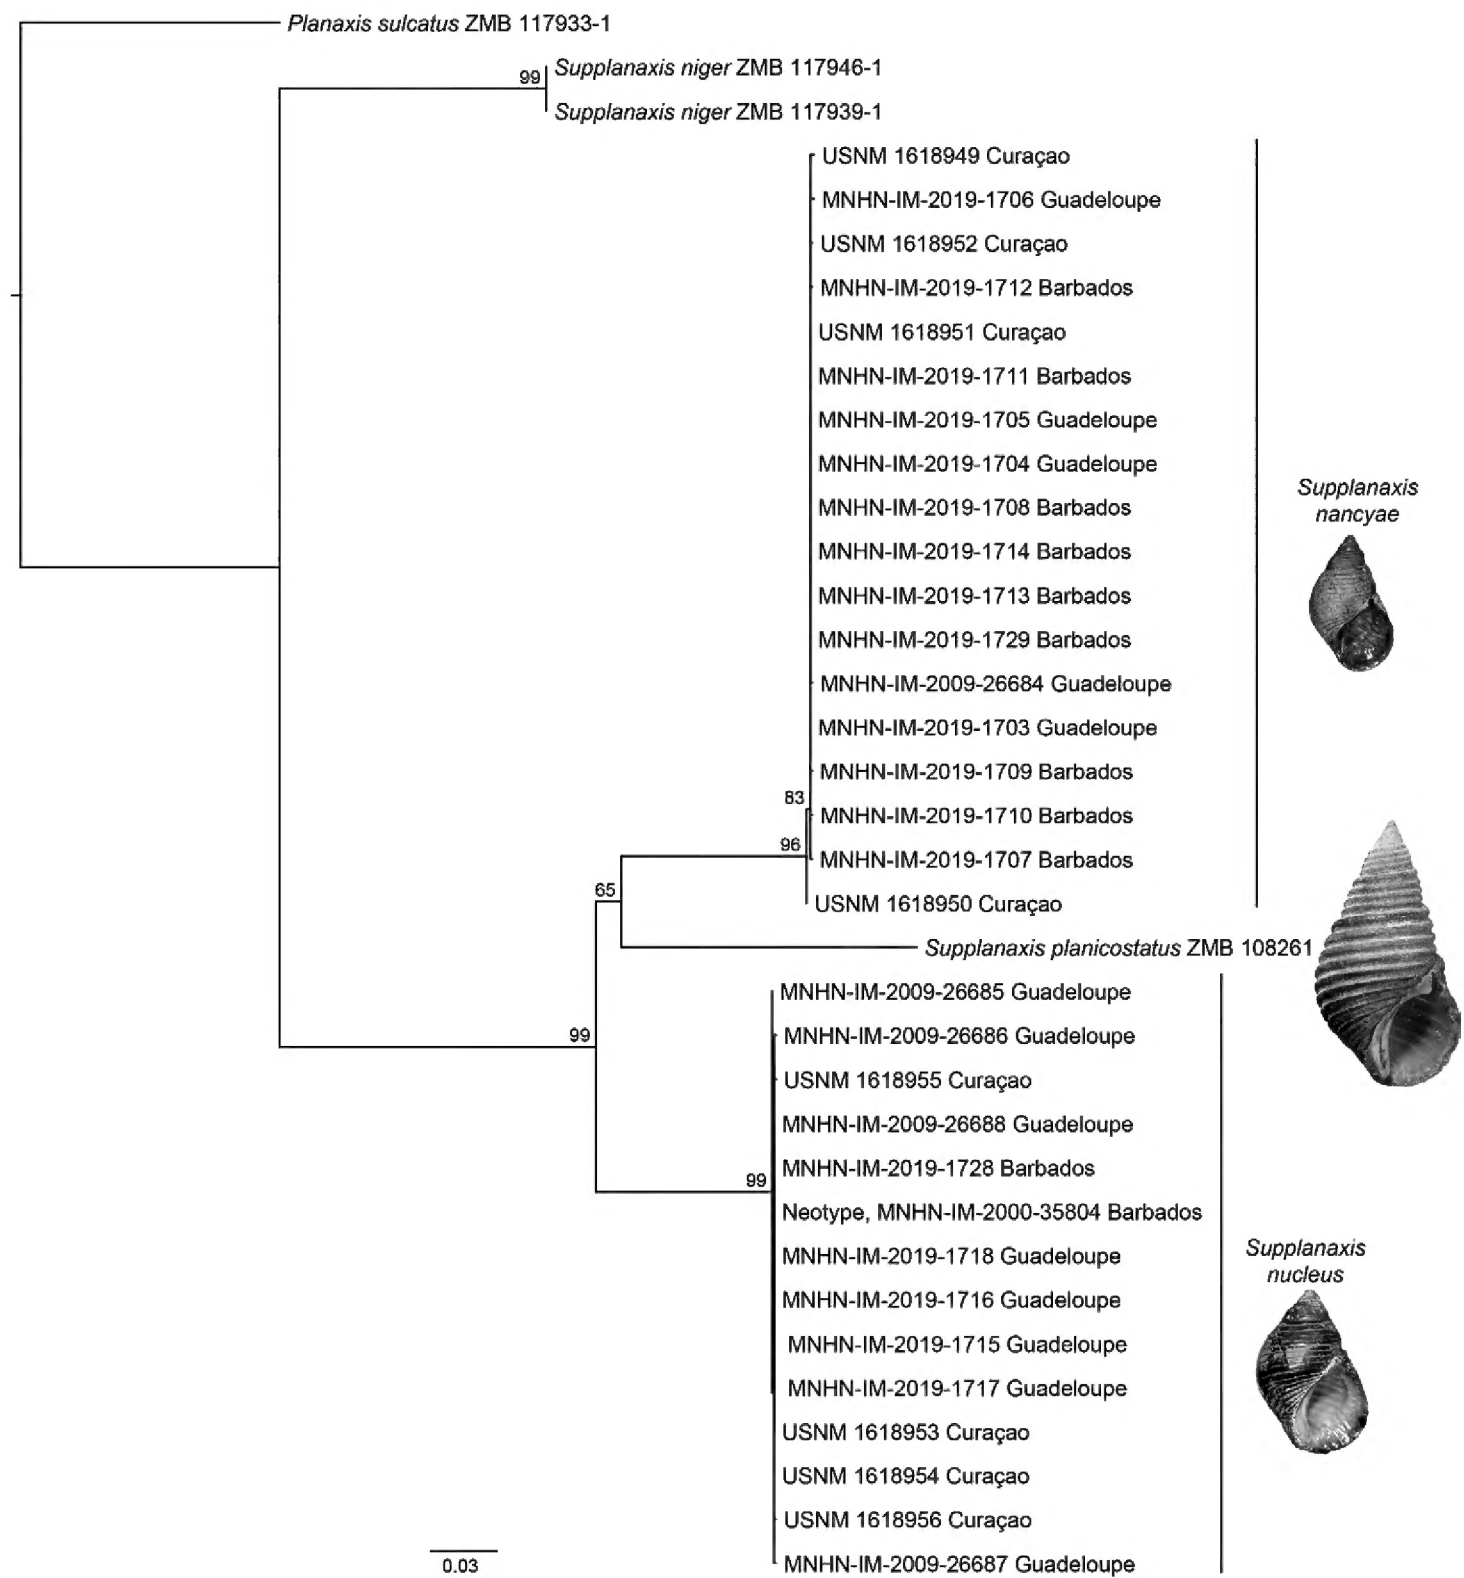 Planaxis sulcatus ZMB 117933-1
99
Supplanaxis niger ZMB 117946-1
Supplanaxis niger ZMB 117939-1
USNM 1618949 Curaçao
MNHN-IM-2019-1706 Guadeloupe
USNM 1618952 Curaçao
MNHN-IM-2019-1712 Barbados
USNM 1618951 Curaçao
MNHN-IM-2019-1711 Barbados
MNHN-IM-2019-1705 Guadeloupe
MNHN-IM-2019-1704 Guadeloupe
MNHN-IM-2019-1708 Barbados
MNHN-IM-2019-1714 Barbados
MNHN-IM-2019-1713 Barbados
MNHN-IM-2019-1729 Barbados
MNHN-IM-2009-26684 Guadeloupe
MNHN-IM-2019-1703 Guadeloupe
MNHN-IM-2019-1709 Barbados
MNHN-IM-2019-1710 Barbados
MNHN-IM-2019-1707 Barbados
USNM 1618950 Curaçao
83
96
65
Supplanaxis
nancyae
Supplanaxis planicostatus ZMB 108261
99
MNHN-IM-2009-26685 Guadeloupe
MNHN-IM-2009-26686 Guadeloupe
USNM 1618955 Curaçao
MNHN-IM-2009-26688 Guadeloupe
MNHN-IM-2019-1728 Barbados
99
Neotype, MNHN-IM-2000-35804 Barbados
MNHN-IM-2019-1718 Guadeloupe
MNHN-IM-2019-1716 Guadeloupe
MNHN-IM-2019-1715 Guadeloupe
MNHN-IM-2019-1717 Guadeloupe
USNM 1618953 Curaçao
USNM 1618954 Curaçao
USNM 1618956 Curaçao
MNHN-IM-2009-26687 Guadeloupe
Supplanaxis
nucleus
0.03